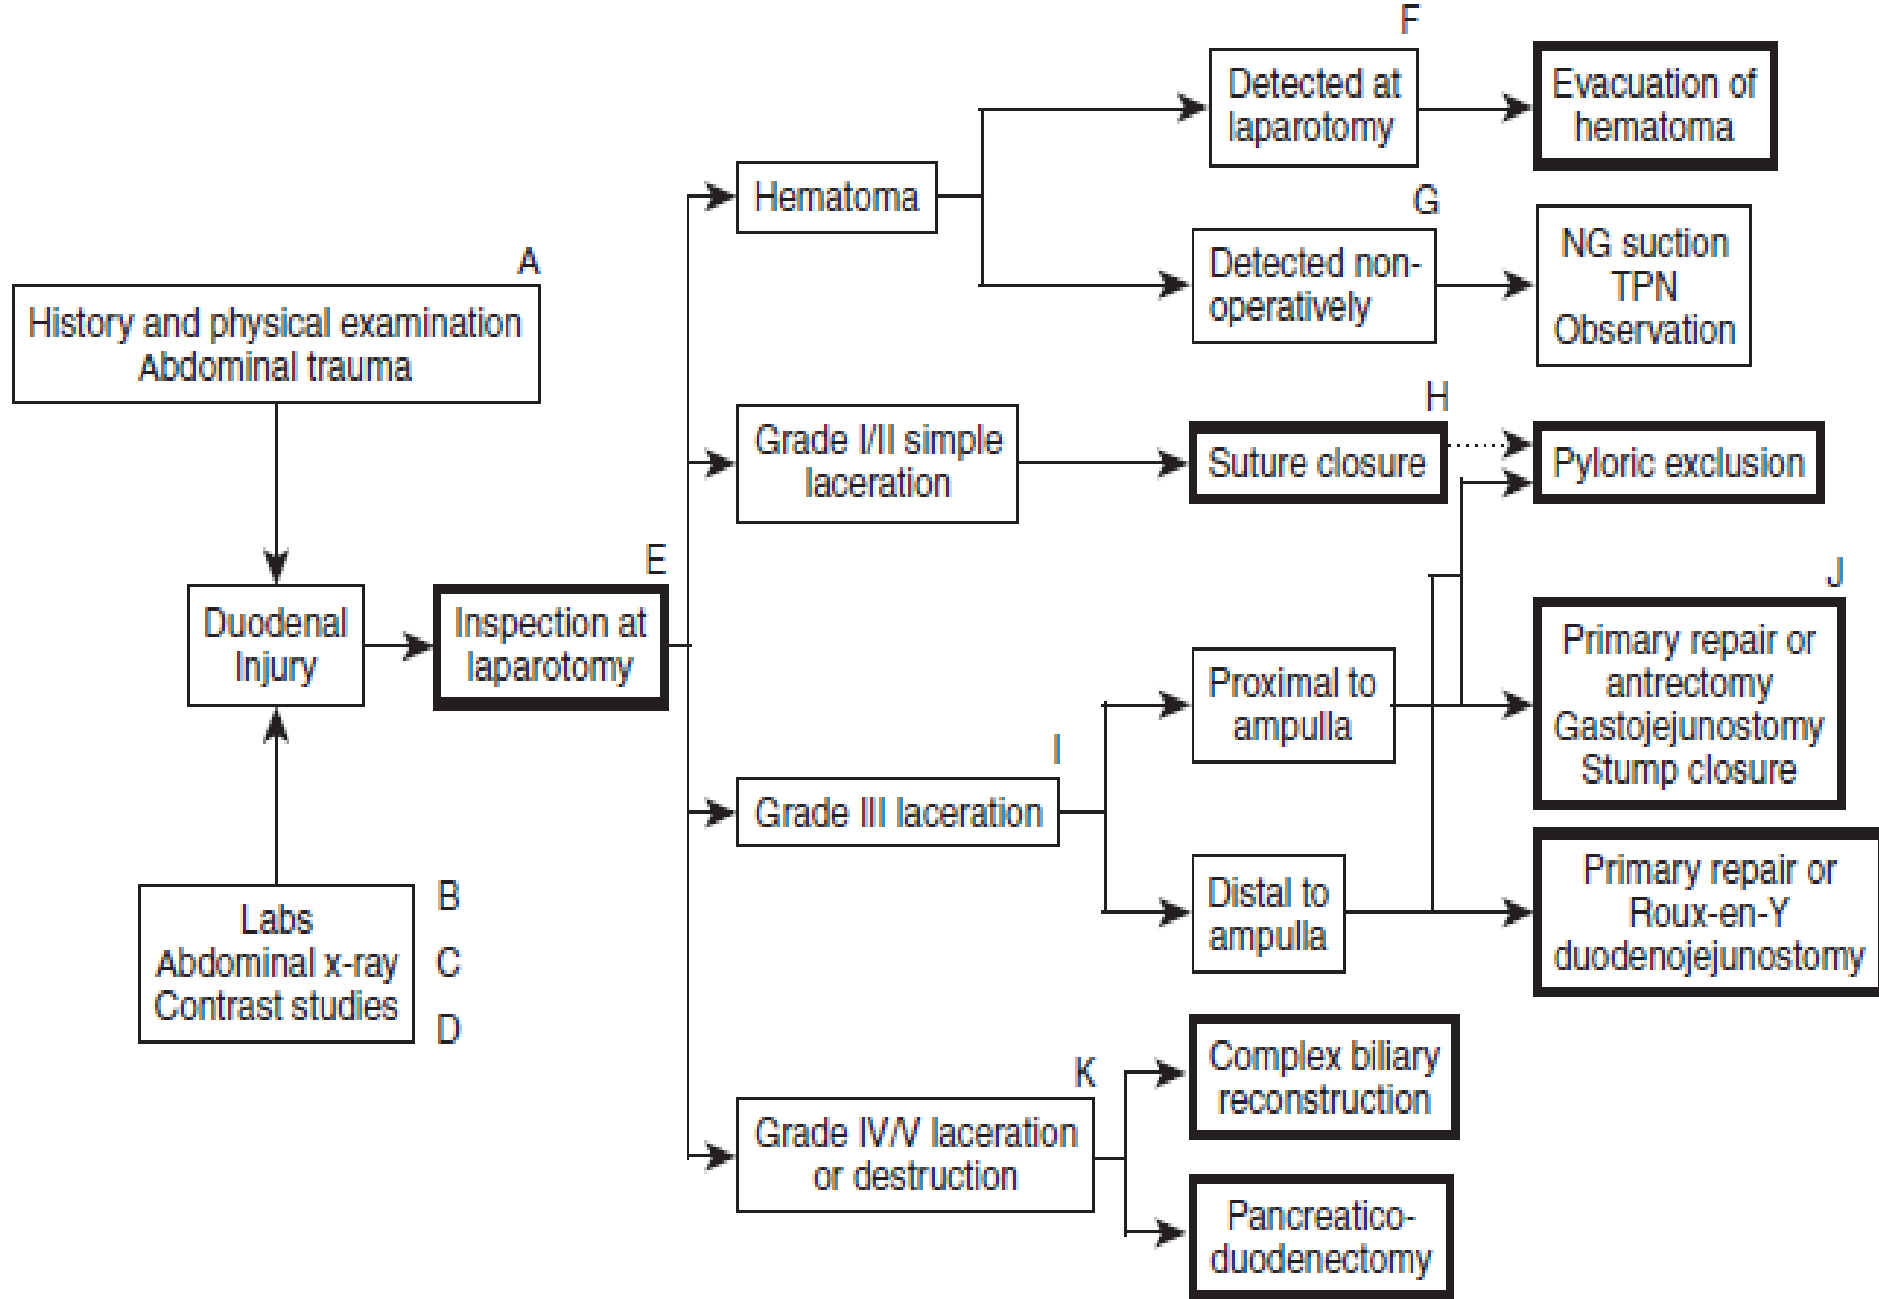 A
History and physical examination
Abdominal trauma
Duodenal
Injury
Labs
Abdominal x-ray
Contrast studies
B
C
D
E
Inspection at
laparotomy
Hematoma
F
Detected at
laparotomy
Evacuation of
hematoma
G
Detected non-
operatively
NG suction
TPN
Observation
Grade I/II simple
laceration
H
Suture closure
Pyloric exclusion
I
Grade III laceration
Proximal to
ampulla
J
Primary repair or
antrectomy
Gastojejunostomy
Stump closure
Distal to
ampulla
Primary repair or
Roux-en-Y
duodenojejunostomy
K
Grade IV/V laceration
or destruction
Complex biliary
reconstruction
Pancreatico-
duodenectomy